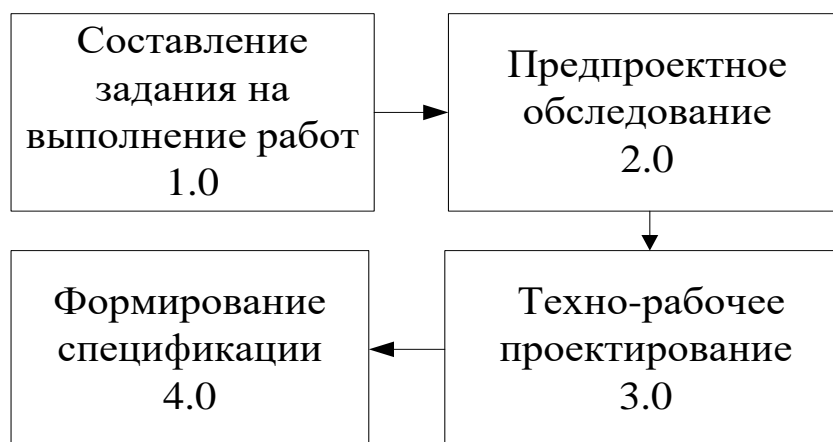 Составление
задания на
выполнение работ
1.0
Предпроектное
обследование
2.0
Техно-рабочее
проектирование
3.0
Формирование
спецификации
4.0